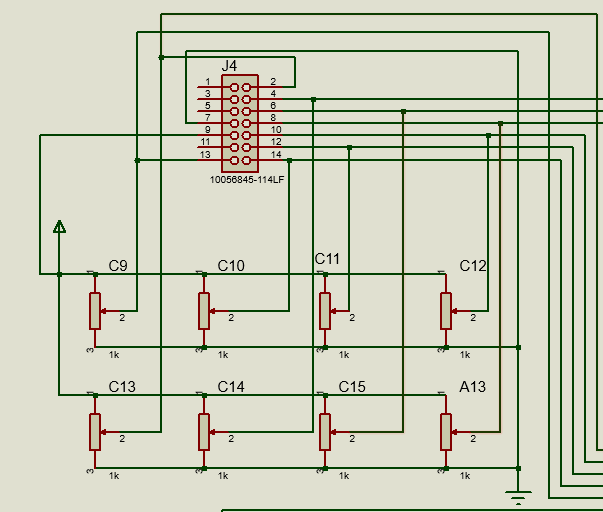 J4
1 2
3 4
5 6
7 8
9 10
11 12
13 14
10056845-114LF
C9 C10 C11 C12
1 1 1 1
2 2 2 2
3 1k 3 1k 3 1k 3 1k
C13 C14 C15 A13
1 1 1 1
2 2 2 2
3 1k 3 1k 3 1k 3 1k